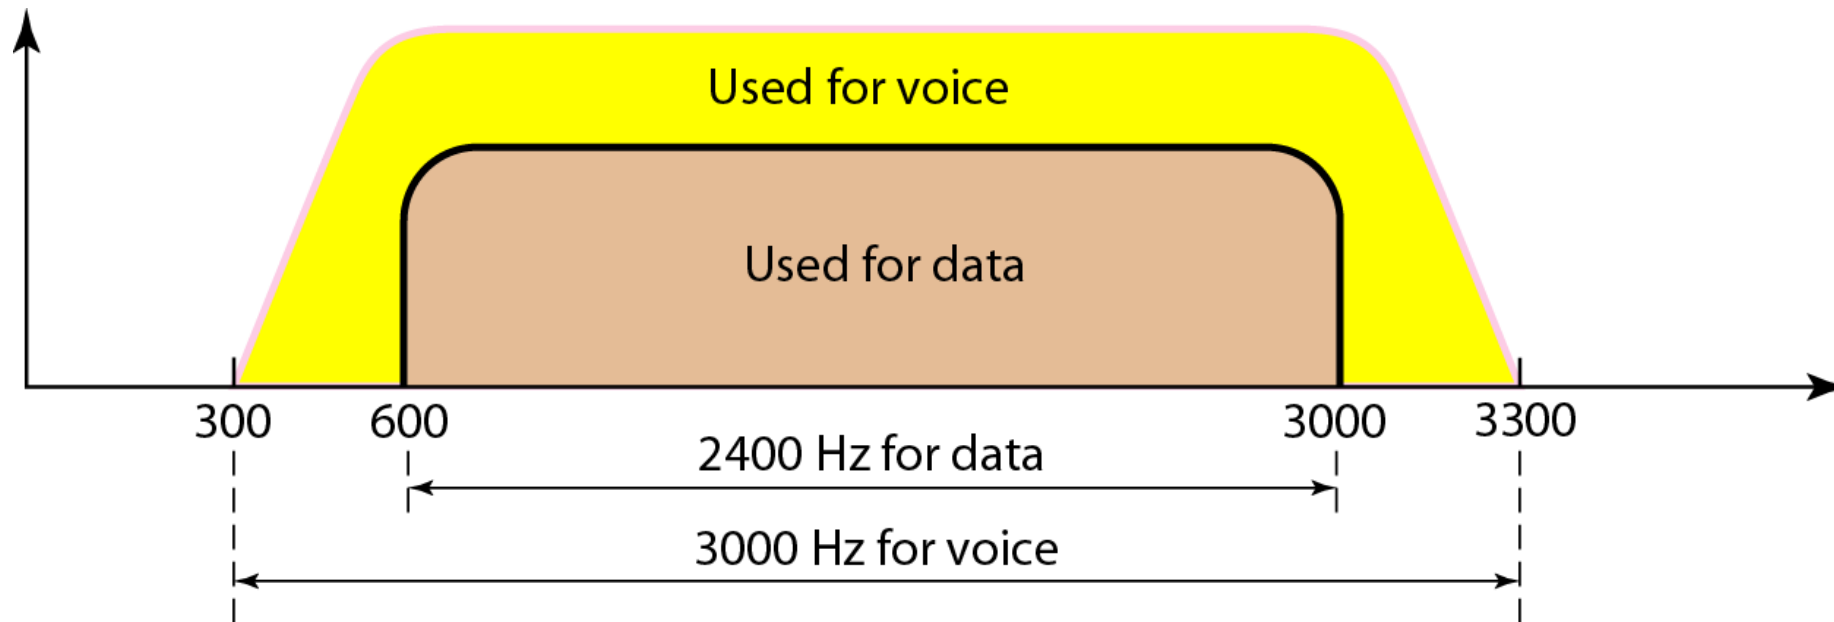 Used for voice
Used for data
300
600
3000
3300
2400 Hz for data
3000 Hz for voice